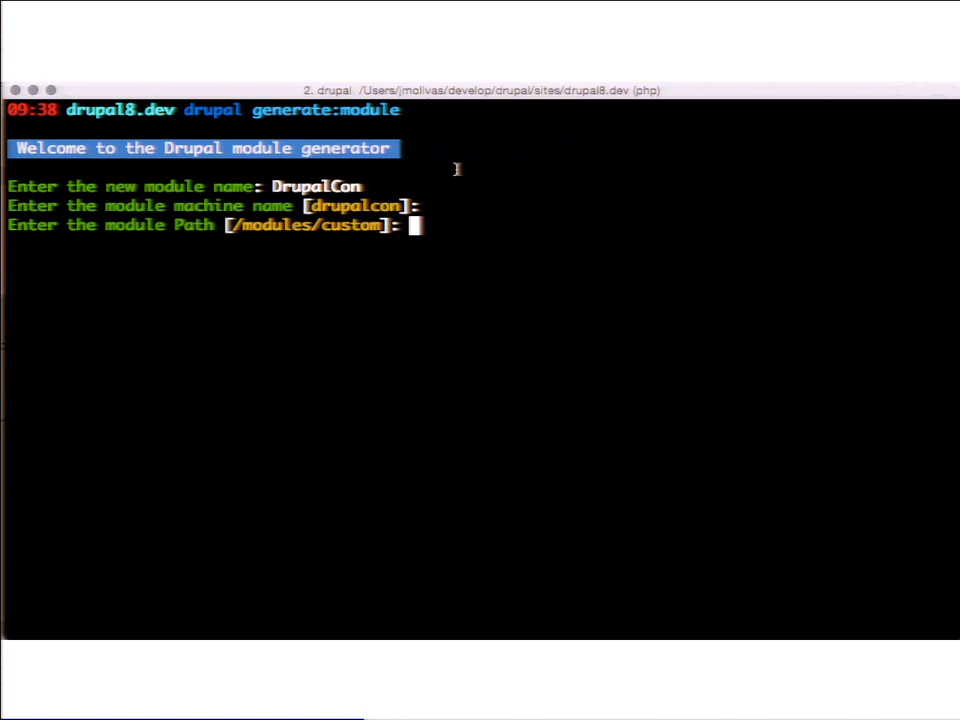 2. drupal /Users/jmolivas/develop/drupal/sites/drupal8.dev (php)
09:38 drupal8.dev drupal generate:module
Welcome to the Drupal module generator
Enter the new module name: DrupalCon
Enter the module machine name [drupalcon]:
Enter the module Path [/modules/custom]: